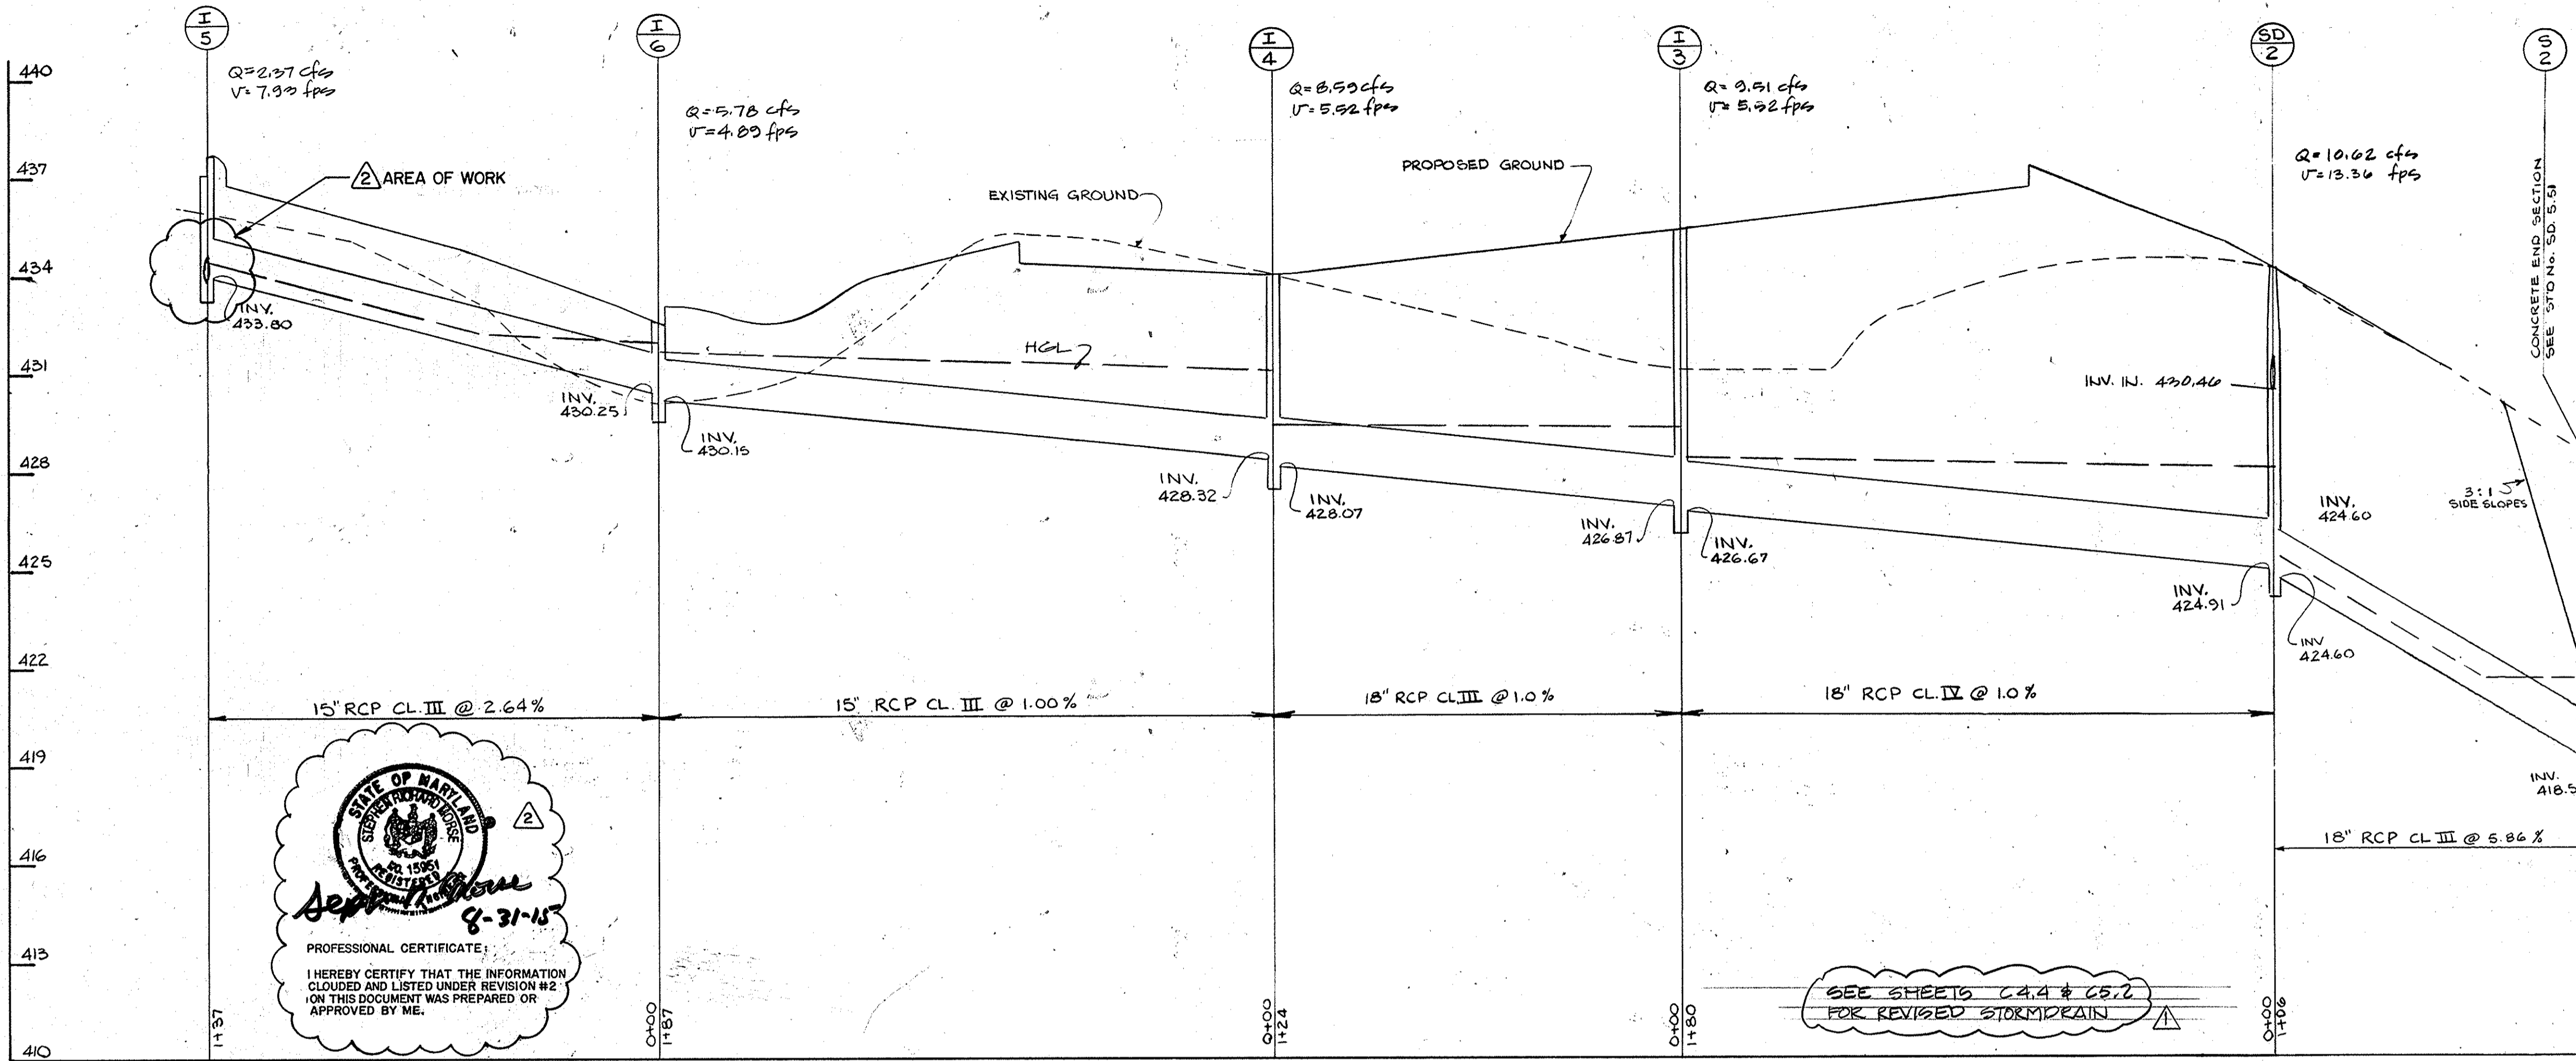 I
5
I
6
I
4
I
3
SD
2
S
2
440
437
434
431
428
425
422
419
416
413
410
Q=2.37 cfs
V=7.93 fps
Q=5.78 cfs
V=4.89 fps
Q=8.59 cfs
V=5.52 fps
Q=9.51 cfs
V=5.52 fps
Q=10.62 cfs
V=13.36 fps
2 AREA OF WORK
EXISTING GROUND
PROPOSED GROUND
CONCRETE END SECTION
SEE STD No. SD. 5.51
HGL
INV.
433.80
INV.
430.25
INV.
430.15
INV.
428.32
INV.
428.07
INV.
426.87
INV.
426.67
INV. IN. 430.46
INV.
424.60
INV.
424.91
INV
424.60
3:1
SIDE SLOPES
INV.
418.5
15" RCP CL. III @ 2.64%
15" RCP CL. III @ 1.00%
18" RCP CL. III @ 1.0%
18" RCP CL. IV @ 1.0%
18" RCP CL III @ 5.86%
STATE OF MARYLAND
STEPHEN RICHARD MORSE
NO. 15951
REGISTERED
PROFESSIONAL
2
8-31-15
PROFESSIONAL CERTIFICATE:
I HEREBY CERTIFY THAT THE INFORMATION
CLOUDED AND LISTED UNDER REVISION #2
ON THIS DOCUMENT WAS PREPARED OR
APPROVED BY ME.
SEE SHEETS C4.4 & C5.2
FOR REVISED STORMDRAIN
1
1+37
0+00
1+87
0+00
1+24
0+00
1+80
0+00
1+06